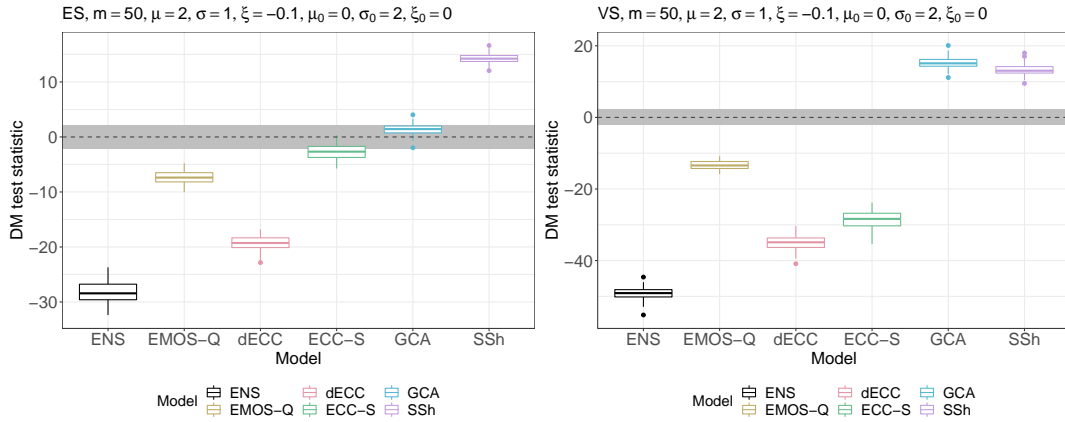 ES, m = 50, μ = 2, σ = 1, ξ = −0.1, μ₀ = 0, σ₀ = 2, ξ₀ = 0
DM test statistic
10
0
−10
−20
−30
ENS EMOS−Q dECC ECC−S GCA SSh
Model
Model
ENS dECC GCA
EMOS−Q ECC−S SSh
VS, m = 50, μ = 2, σ = 1, ξ = −0.1, μ₀ = 0, σ₀ = 2, ξ₀ = 0
DM test statistic
20
0
−20
−40
ENS EMOS−Q dECC ECC−S GCA SSh
Model
Model
ENS dECC GCA
EMOS−Q ECC−S SSh